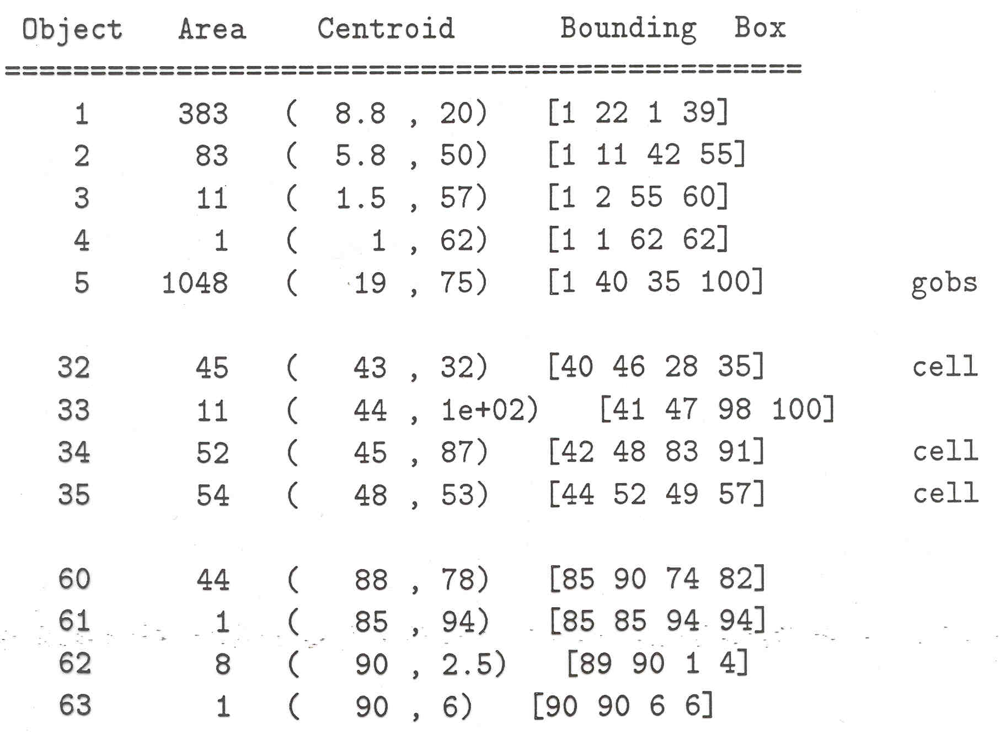 Object Area Centroid Bounding Box
==============================================
1 383 ( 8.8 , 20) [1 22 1 39]
2 83 ( 5.8 , 50) [1 11 42 55]
3 11 ( 1.5 , 57) [1 2 55 60]
4 1 ( 1 , 62) [1 1 62 62]
5 1048 ( 19 , 75) [1 40 35 100] gobs
32 45 ( 43 , 32) [40 46 28 35] cell
33 11 ( 44 , 1e+02) [41 47 98 100]
34 52 ( 45 , 87) [42 48 83 91] cell
35 54 ( 48 , 53) [44 52 49 57] cell
60 44 ( 88 , 78) [85 90 74 82]
61 1 ( 85 , 94) [85 85 94 94]
62 8 ( 90 , 2.5) [89 90 1 4]
63 1 ( 90 , 6) [90 90 6 6]